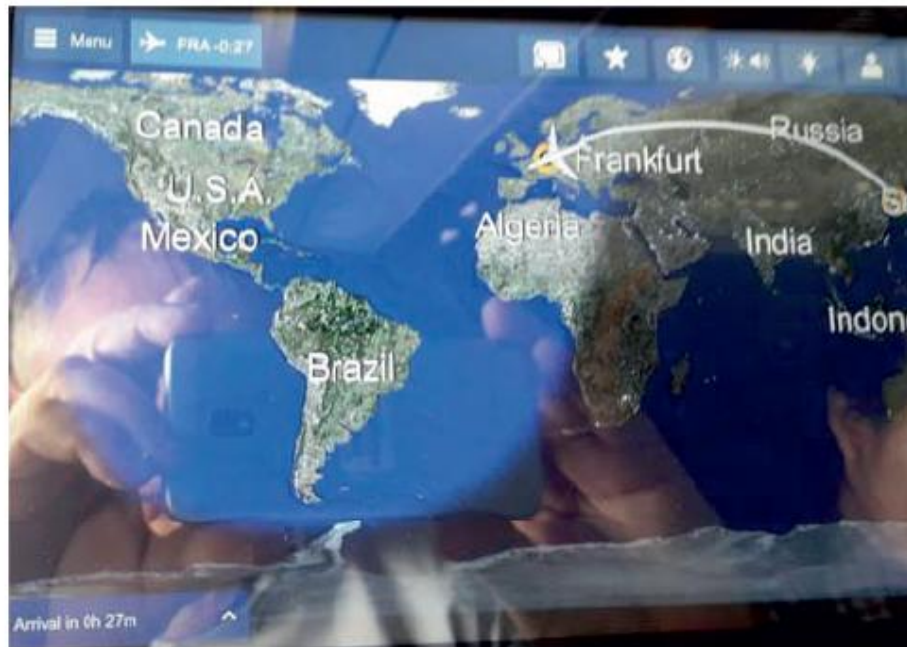 Menu FRA -0:27
Canada
Russia
Frankfurt
U.S.A.
Algeria
Mexico
India
Indon
Brazil
Arrival in 0h 27m